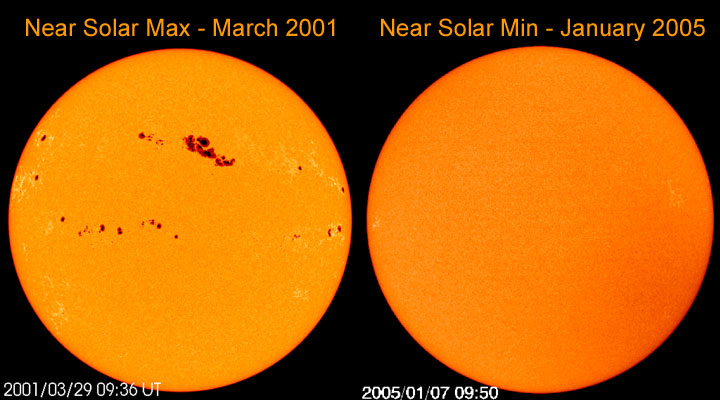 Near Solar Max - March 2001
Near Solar Min - January 2005
2001/03/29 09:36 UT
2005/01/07 09:50